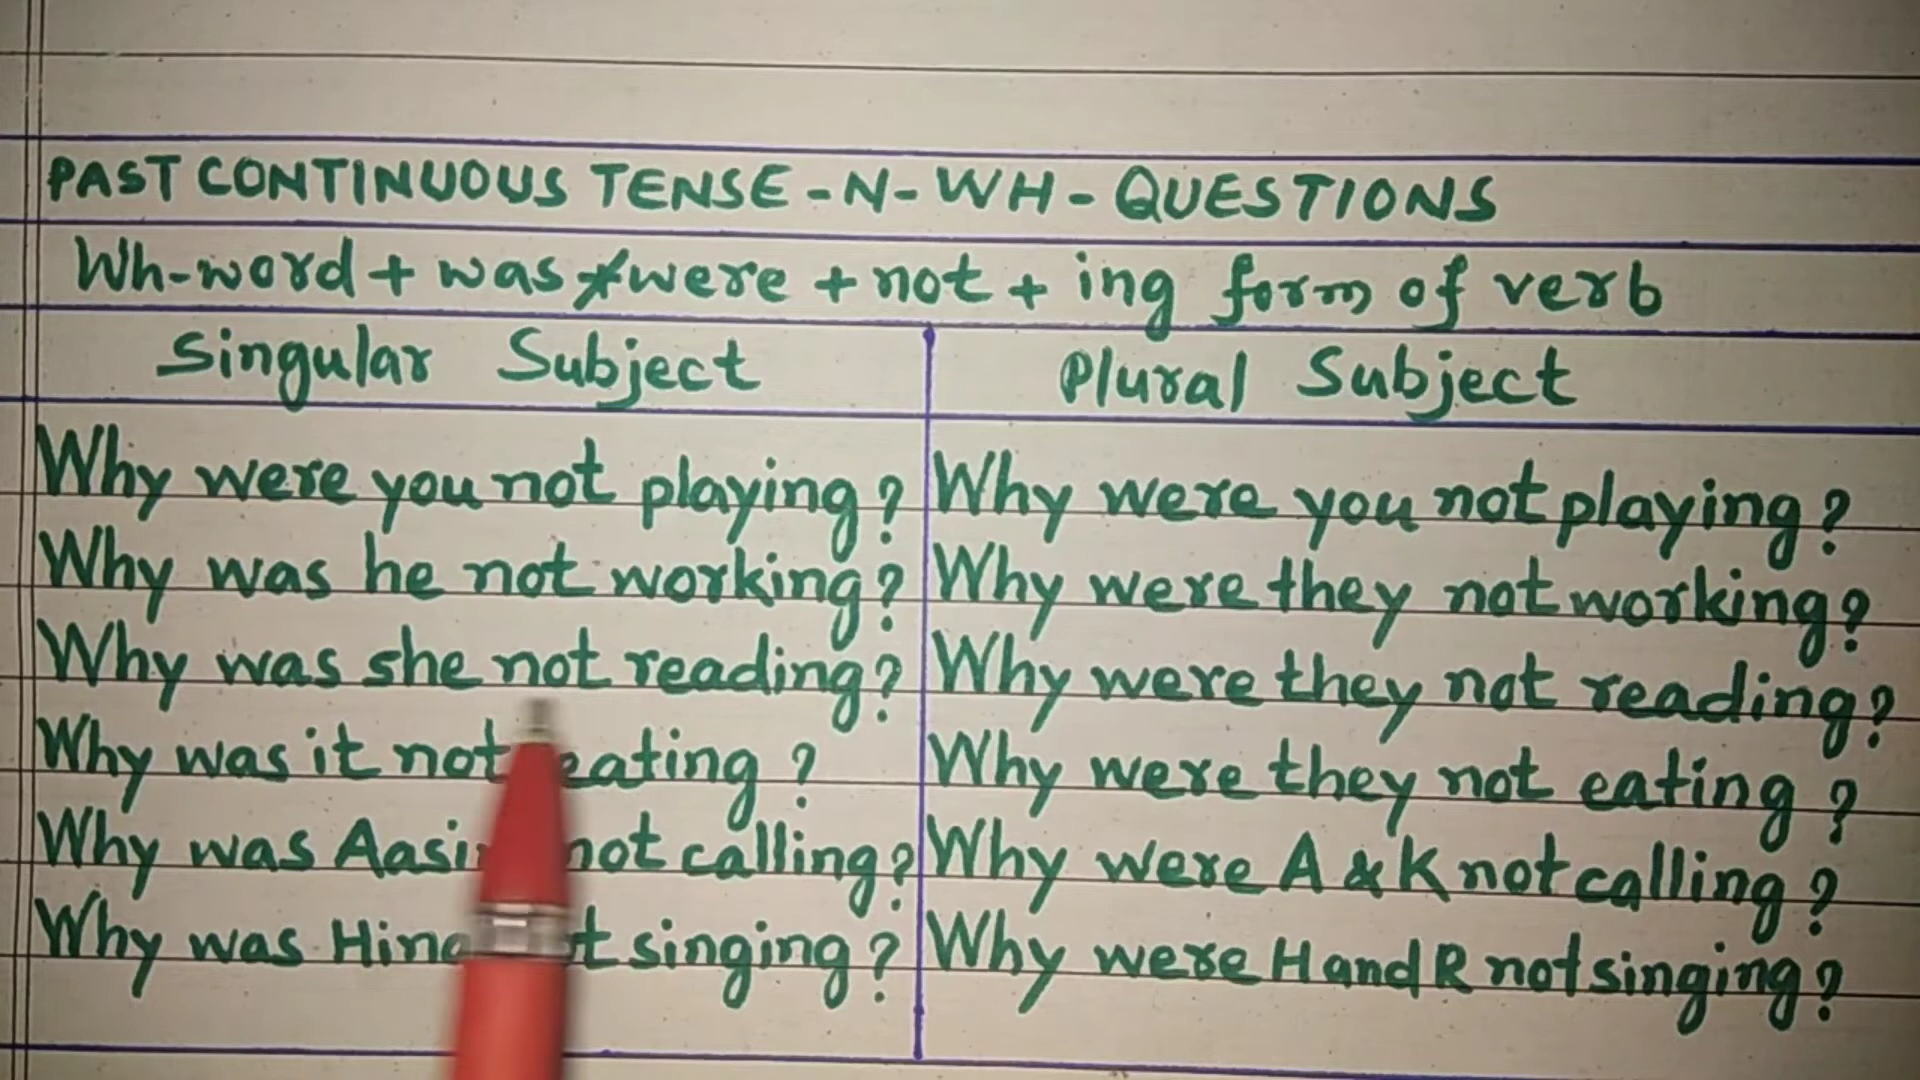 PAST CONTINUOUS TENSE-N-WH-QUESTIONS
Wh-word + was/were + not + ing form of verb
Singular Subject
Why were you not playing?
Why was he not working?
Why was she not reading?
Why was it not eating?
Why was not calling?
Why was singing?
Plural Subject
Why were you not playing?
Why were they not working?
Why were they not reading?
Why were they not eating?
Why were A & K not calling?
Why were H and R not singing?